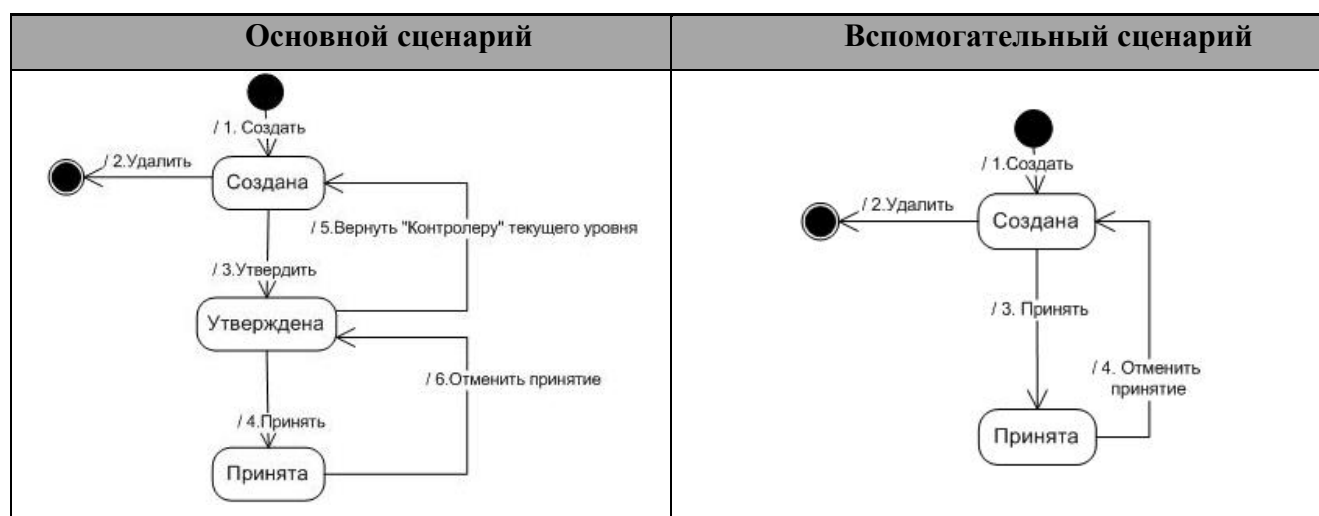 Основной сценарий
Вспомогательный сценарий
/ 1. Создать
/ 2.Удалить
Создана
/ 5.Вернуть "Контролеру" текущего уровня
/ 3.Утвердить
Утверждена
/ 6.Отменить принятие
/ 4.Принять
Принята
/ 1.Создать
/ 2.Удалить
Создана
/ 3. Принять
/ 4. Отменить
принятие
Принята